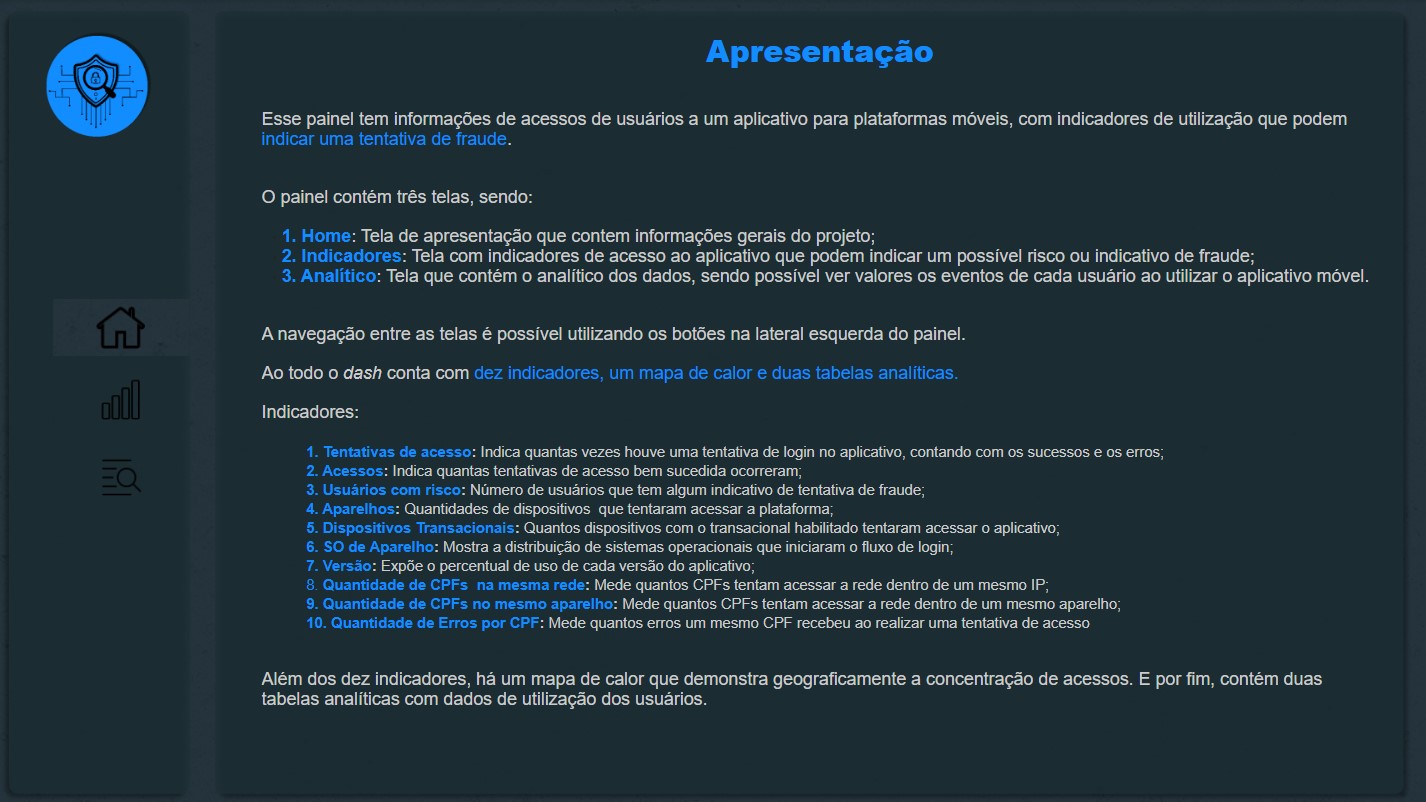 Apresentação
Esse painel tem informações de acessos de usuários a um aplicativo para plataformas móveis, com indicadores de utilização que podem
indicar uma tentativa de fraude.
O painel contém três telas, sendo:
1. Home: Tela de apresentação que contem informações gerais do projeto;
2. Indicadores: Tela com indicadores de acesso ao aplicativo que podem indicar um possível risco ou indicativo de fraude;
3. Analítico: Tela que contém o analítico dos dados, sendo possível ver valores os eventos de cada usuário ao utilizar o aplicativo móvel.
A navegação entre as telas é possível utilizando os botões na lateral esquerda do painel.
Ao todo o dash conta com dez indicadores, um mapa de calor e duas tabelas analíticas.
Indicadores:
1. Tentativas de acesso: Indica quantas vezes houve uma tentativa de login no aplicativo, contando com os sucessos e os erros;
2. Acessos: Indica quantas tentativas de acesso bem sucedida ocorreram;
3. Usuários com risco: Número de usuários que tem algum indicativo de tentativa de fraude;
4. Aparelhos: Quantidades de dispositivos  que tentaram acessar a plataforma;
5. Dispositivos Transacionais: Quantos dispositivos com o transacional habilitado tentaram acessar o aplicativo;
6. SO de Aparelho: Mostra a distribuição de sistemas operacionais que iniciaram o fluxo de login;
7. Versão: Expõe o percentual de uso de cada versão do aplicativo;
8. Quantidade de CPFs  na mesma rede: Mede quantos CPFs tentam acessar a rede dentro de um mesmo IP;
9. Quantidade de CPFs no mesmo aparelho: Mede quantos CPFs tentam acessar a rede dentro de um mesmo aparelho;
10. Quantidade de Erros por CPF: Mede quantos erros um mesmo CPF recebeu ao realizar uma tentativa de acesso
Além dos dez indicadores, há um mapa de calor que demonstra geograficamente a concentração de acessos. E por fim, contém duas
tabelas analíticas com dados de utilização dos usuários.